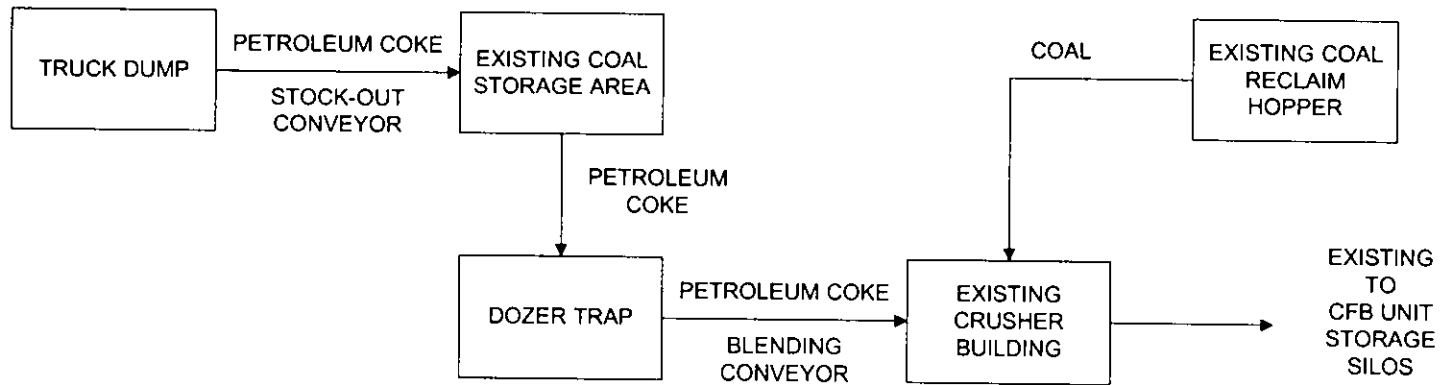 TRUCK DUMP
PETROLEUM COKE
STOCK-OUT
CONVEYOR
EXISTING COAL
STORAGE AREA
COAL
EXISTING COAL
RECLAIM
HOPPER
PETROLEUM
COKE
DOZER TRAP
PETROLEUM COKE
BLENDING
CONVEYOR
EXISTING
CRUSHER
BUILDING
EXISTING
TO
CFB UNIT
STORAGE
SILOS